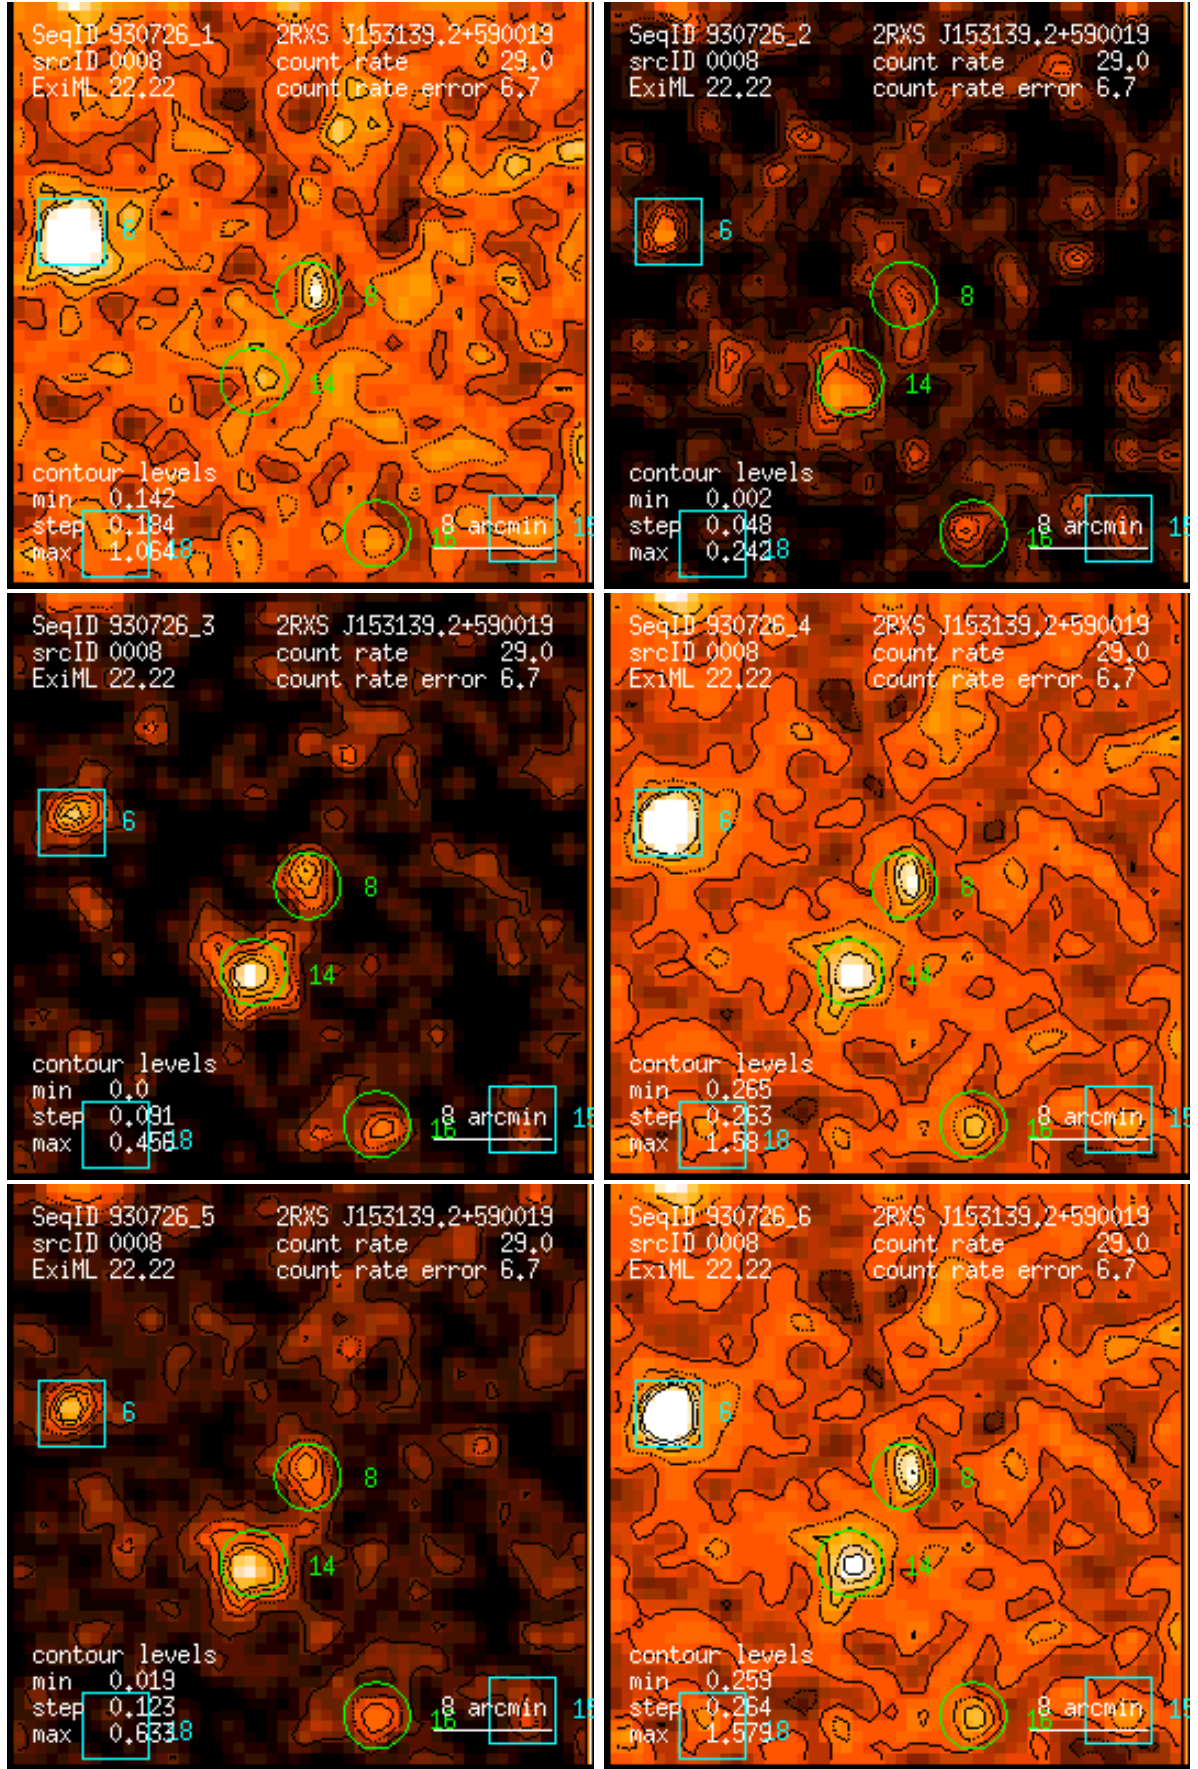 SeqID 930726_1 2RXS J153139.2+590019
srcID 0008 count rate 29.0
ExiML 22.22 count rate error 6.7
6
8
14
contour levels
min 0.142
step 0.184 16 8 arcmin 15
max 1.064 18
SeqID 930726_2 2RXS J153139.2+590019
srcID 0008 count rate 29.0
ExiML 22.22 count rate error 6.7
6
8
14
contour levels
min 0.002
step 0.048 16 8 arcmin 15
max 0.242 18
SeqID 930726_3 2RXS J153139.2+590019
srcID 0008 count rate 29.0
ExiML 22.22 count rate error 6.7
6
8
14
contour levels
min 0.0
step 0.091 16 8 arcmin 15
max 0.456 18
SeqID 930726_4 2RXS J153139.2+590019
srcID 0008 count rate 29.0
ExiML 22.22 count rate error 6.7
6
8
14
contour levels
min 0.265
step 0.263 16 8 arcmin 15
max 1.581 18
SeqID 930726_5 2RXS J153139.2+590019
srcID 0008 count rate 29.0
ExiML 22.22 count rate error 6.7
6
8
14
contour levels
min 0.019
step 0.123 16 8 arcmin 15
max 0.633 18
SeqID 930726_6 2RXS J153139.2+590019
srcID 0008 count rate 29.0
ExiML 22.22 count rate error 6.7
6
8
14
contour levels
min 0.259
step 0.264 16 8 arcmin 15
max 1.579 18